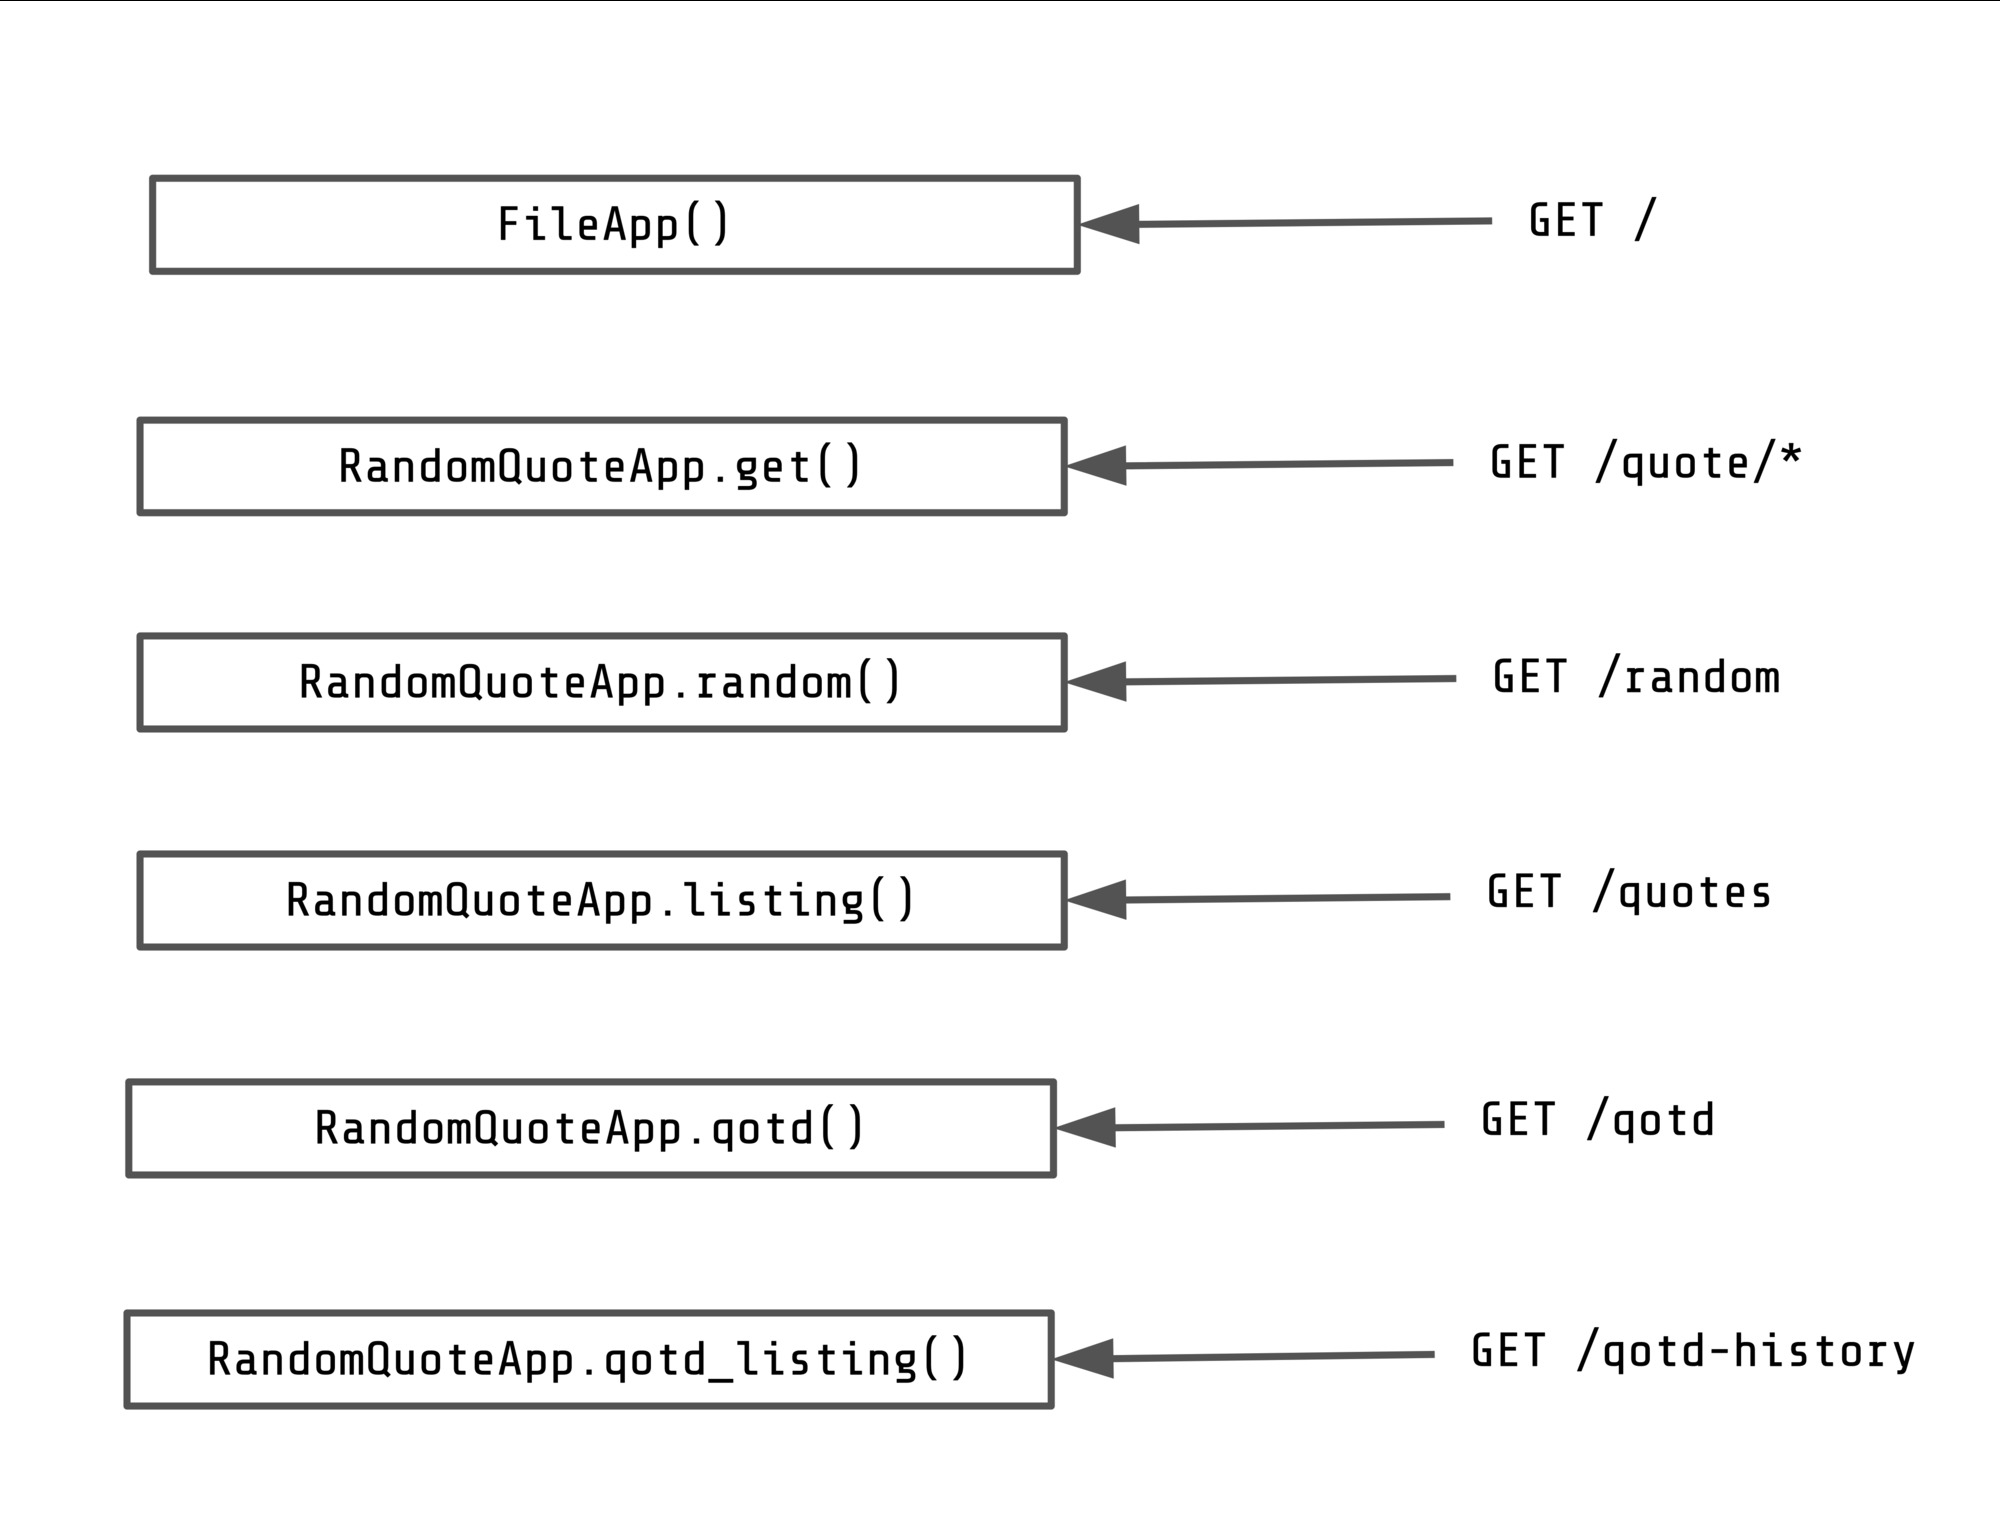 FileApp() GET /
RandomQuoteApp.get() GET /quote/*
RandomQuoteApp.random() GET /random
RandomQuoteApp.listing() GET /quotes
RandomQuoteApp.qotd() GET /qotd
RandomQuoteApp.qotd_listing() GET /qotd-history